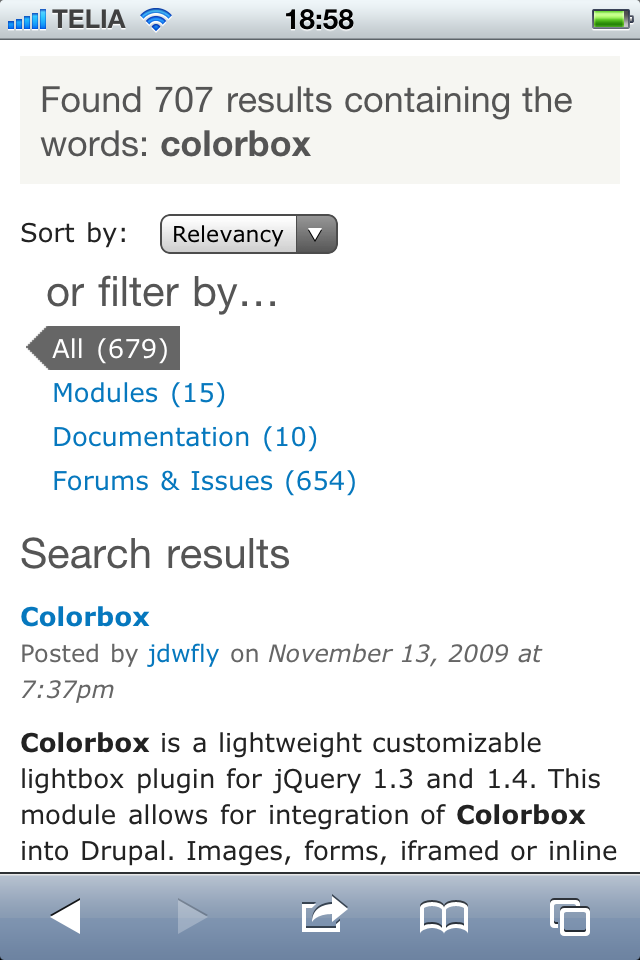 TELIA 18:58
Found 707 results containing the
words: colorbox
Sort by: Relevancy
or filter by...
All (679)
Modules (15)
Documentation (10)
Forums & Issues (654)
Search results
Colorbox
Posted by jdwfly on November 13, 2009 at
7:37pm
Colorbox is a lightweight customizable
lightbox plugin for jQuery 1.3 and 1.4. This
module allows for integration of Colorbox
into Drupal. Images, forms, iframed or inline